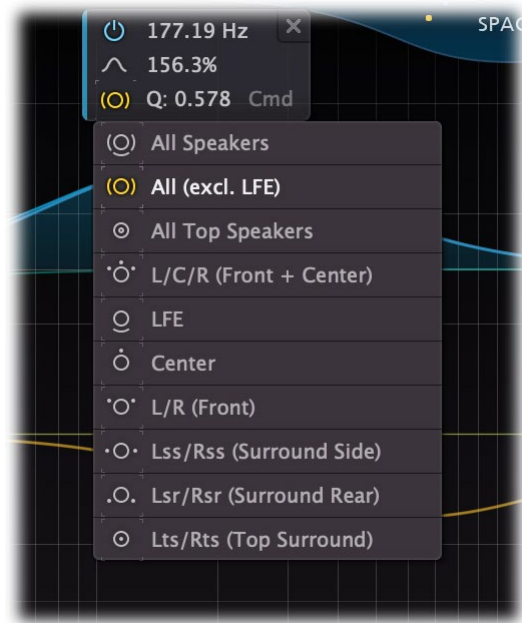 177.19 Hz
SPAC
156.3%
Q: 0.578 Cmd
All Speakers
All (excl. LFE)
All Top Speakers
L/C/R (Front + Center)
LFE
Center
L/R (Front)
Lss/Rss (Surround Side)
Lsr/Rsr (Surround Rear)
Lts/Rts (Top Surround)